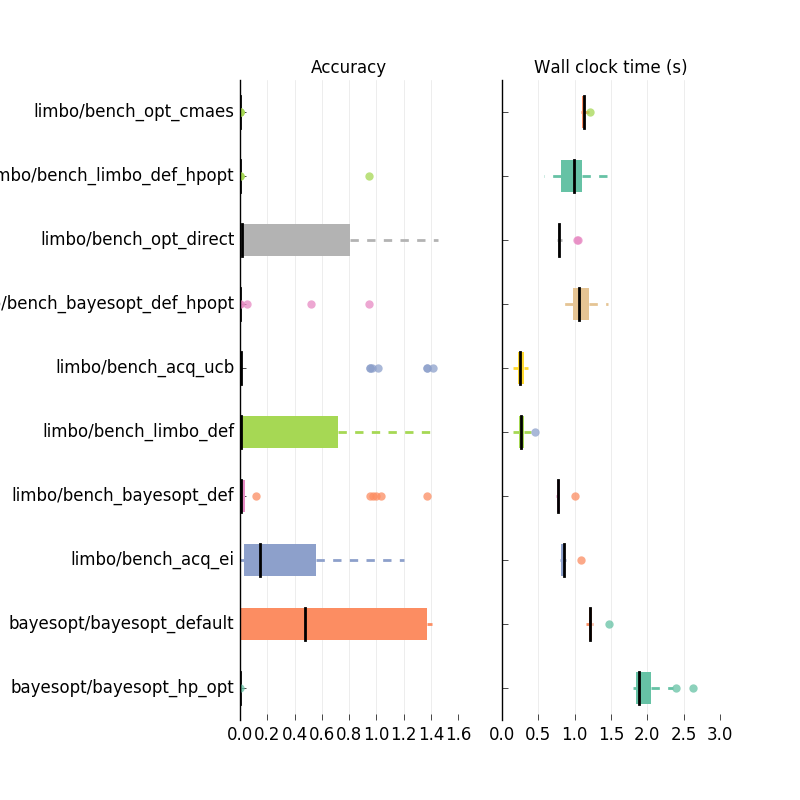 Accuracy Wall clock time (s)
limbo/bench_opt_cmaes
mbo/bench_limbo_def_hpopt
limbo/bench_opt_direct
/bench_bayesopt_def_hpopt
limbo/bench_acq_ucb
limbo/bench_limbo_def
limbo/bench_bayesopt_def
limbo/bench_acq_ei
bayesopt/bayesopt_default
bayesopt/bayesopt_hp_opt
0.0 0.2 0.4 0.6 0.8 1.0 1.2 1.4 1.6 0.0 0.5 1.0 1.5 2.0 2.5 3.0